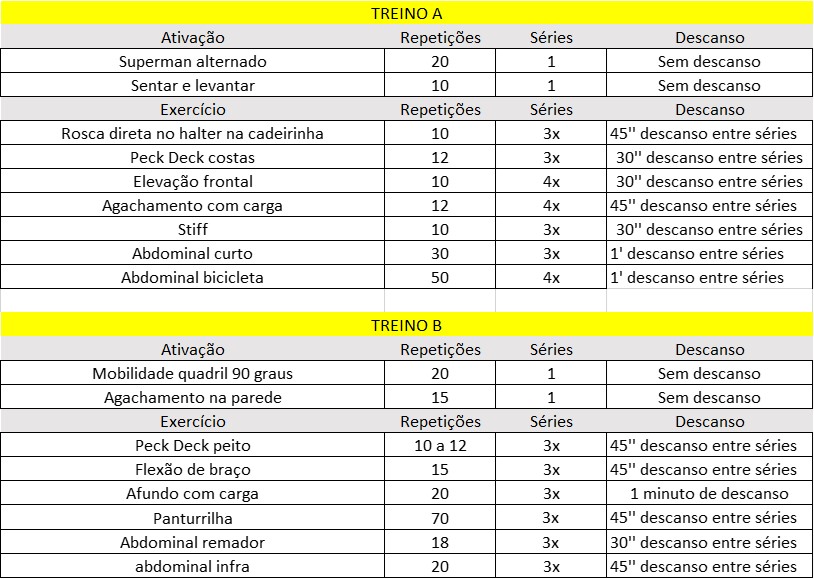 TREINO A
Ativação Repetições Séries Descanso
Superman alternado 20 1 Sem descanso
Sentar e levantar 10 1 Sem descanso
Exercício Repetições Séries Descanso
Rosca direta no halter na cadeirinha 10 3x 45'' descanso entre séries
Peck Deck costas 12 3x 30'' descanso entre séries
Elevação frontal 10 4x 30'' descanso entre séries
Agachamento com carga 12 4x 45'' descanso entre séries
Stiff 10 3x 30'' descanso entre séries
Abdominal curto 30 3x 1' descanso entre séries
Abdominal bicicleta 50 4x 1' descanso entre séries
TREINO B
Ativação Repetições Séries Descanso
Mobilidade quadril 90 graus 20 1 Sem descanso
Agachamento na parede 15 1 Sem descanso
Exercício Repetições Séries Descanso
Peck Deck peito 10 a 12 3x 45'' descanso entre séries
Flexão de braço 15 3x 45'' descanso entre séries
Afundo com carga 20 3x 1 minuto de descanso
Panturrilha 70 3x 45'' descanso entre séries
Abdominal remador 18 3x 30'' descanso entre séries
abdominal infra 20 3x 45'' descanso entre séries